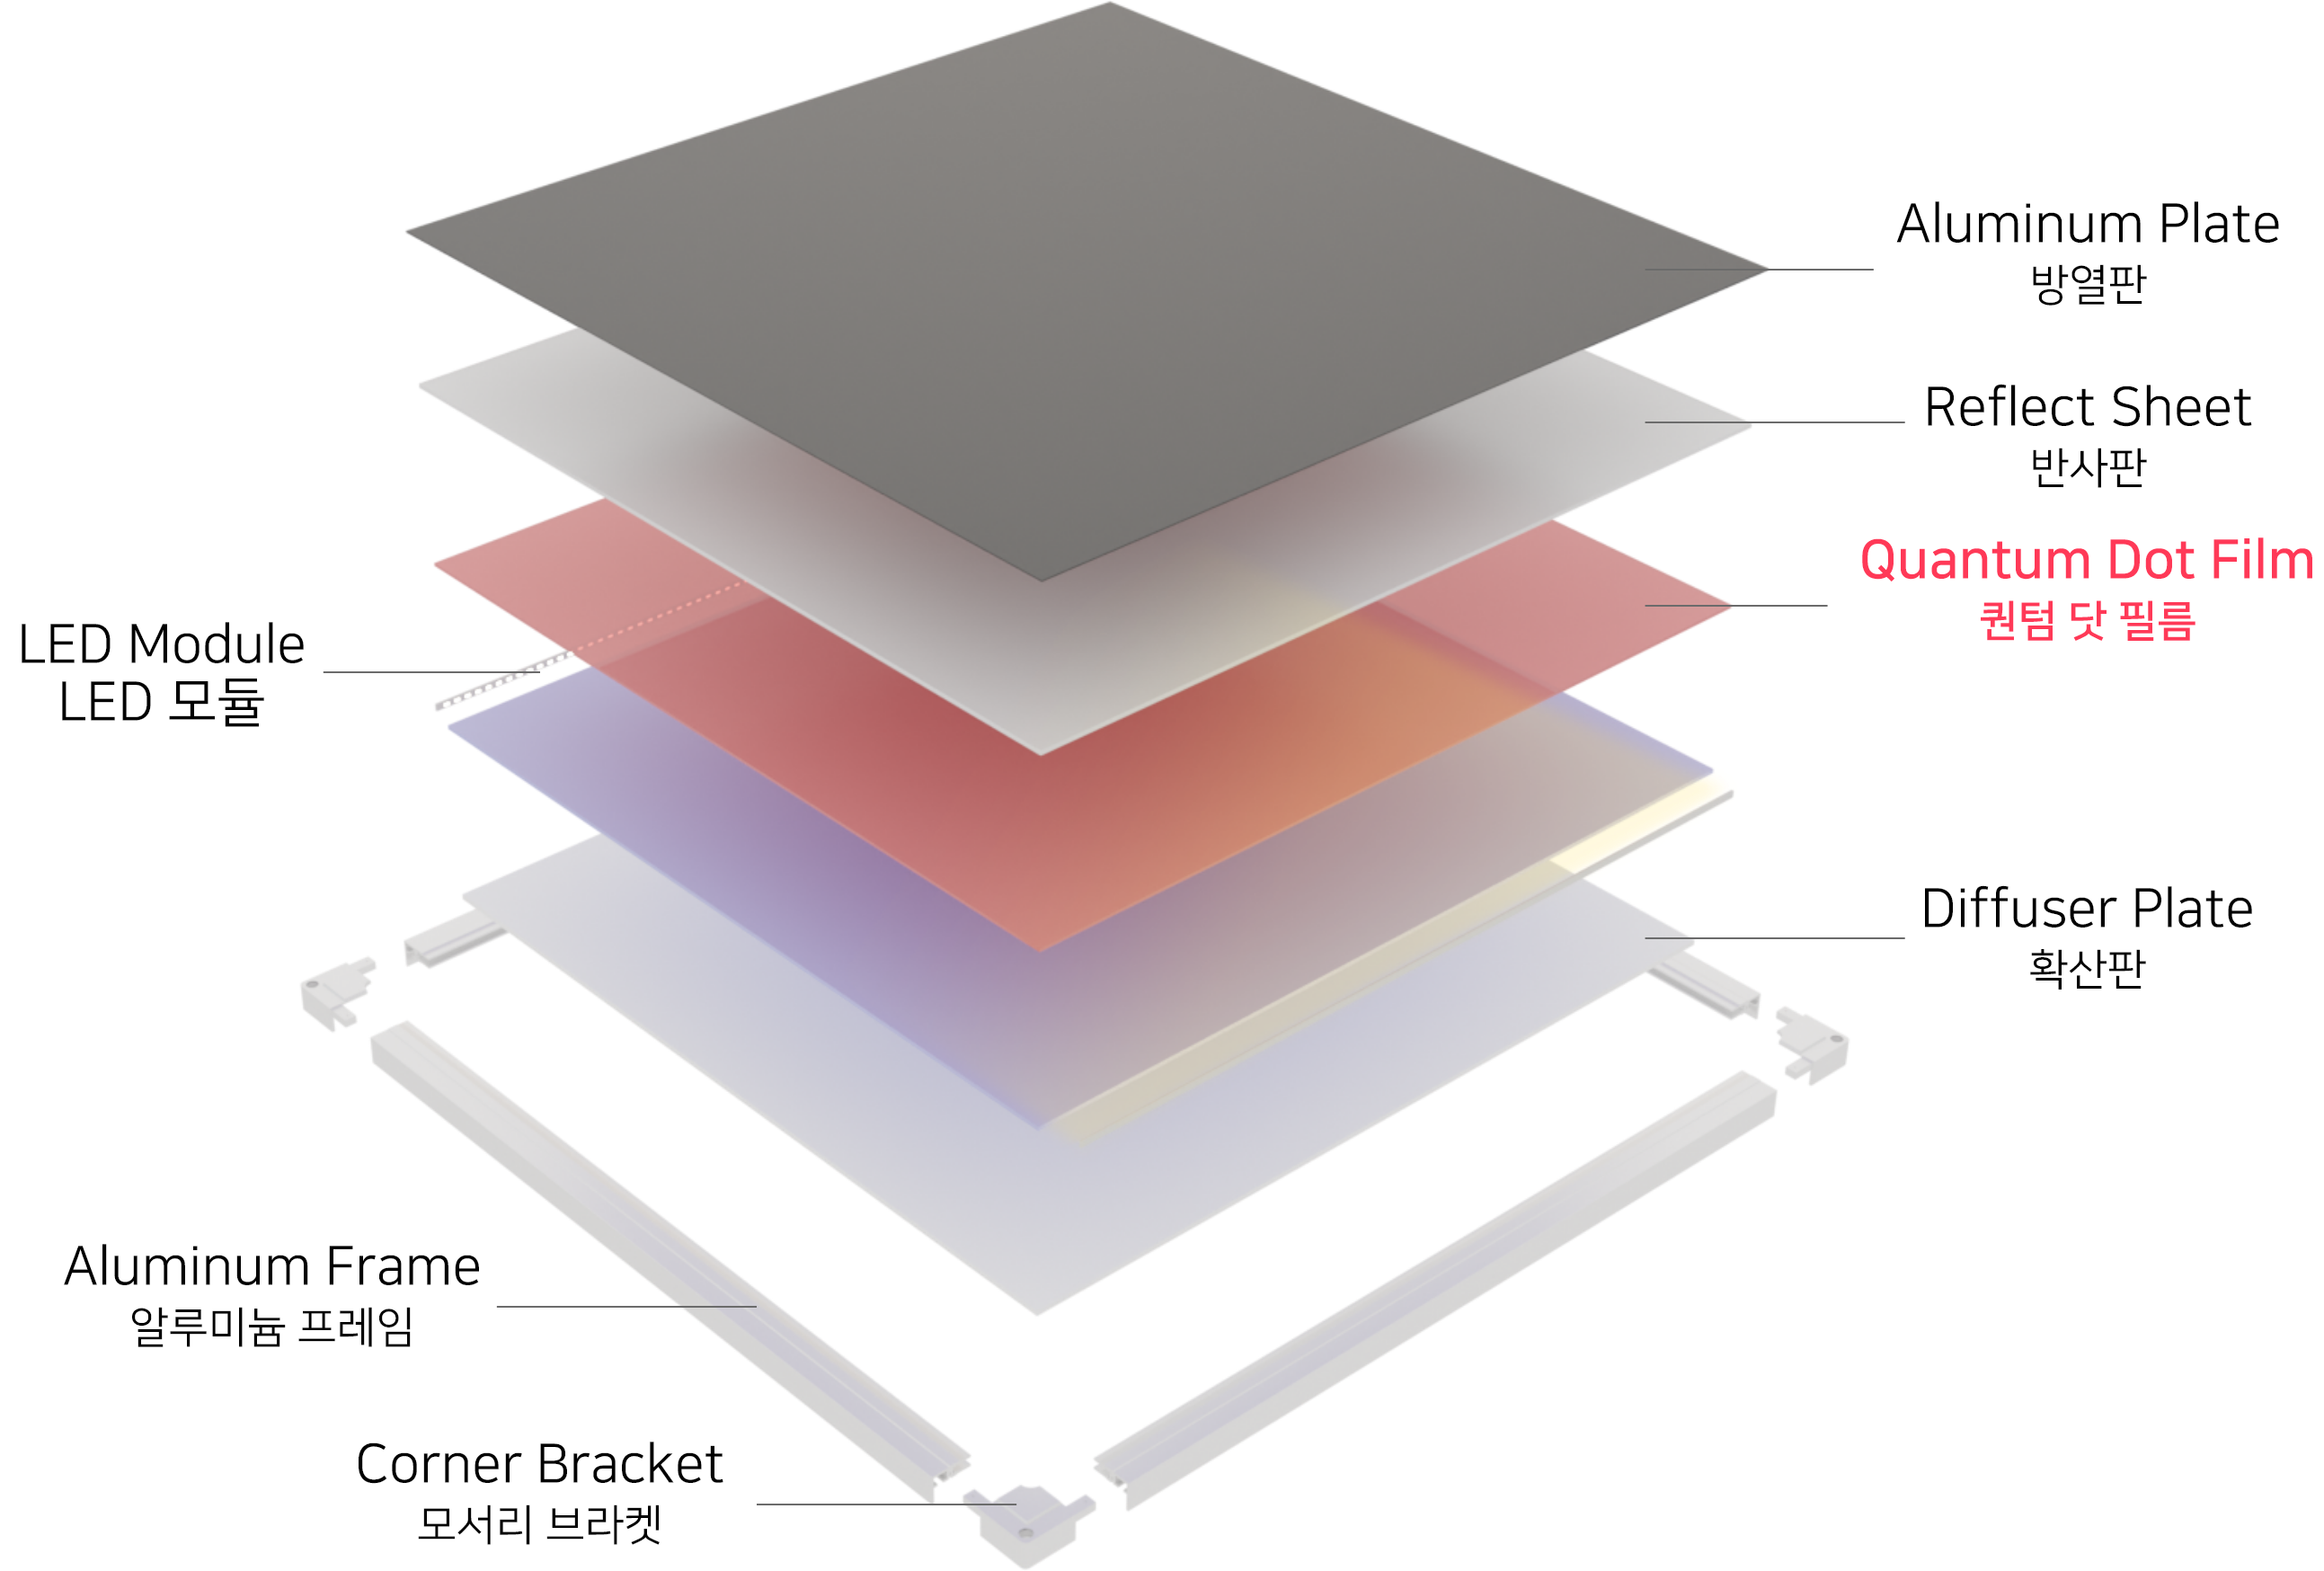 Aluminum Plate
방열판
Reflect Sheet
반사판
Quantum Dot Film
퀀텀 닷 필름
LED Module
LED 모듈
Diffuser Plate
확산판
Aluminum Frame
알루미늄 프레임
Corner Bracket
모서리 브라켓